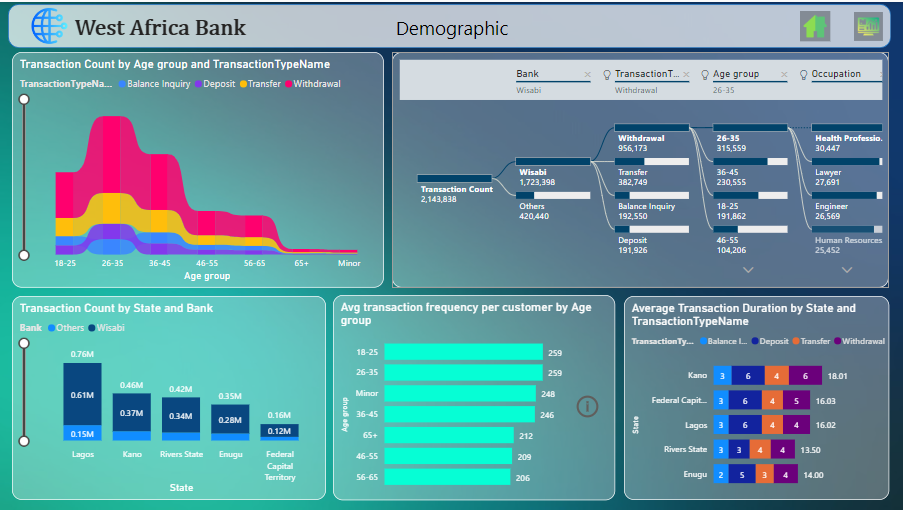 West Africa Bank
Demographic
Transaction Count by Age group and TransactionTypeName
TransactionTypeNa... Balance Inquiry Deposit Transfer Withdrawal
18-25 26-35 36-45 46-55 56-65 65+ Minor
Age group
Bank TransactionT... Age group Occupation
Wisabi Withdrawal 26-35
Transaction Count
2,143,838
Wisabi
1,723,398
Others
420,440
Withdrawal
956,173
Transfer
382,749
Balance Inquiry
192,550
Deposit
191,926
26-35
315,559
36-45
230,555
18-25
191,862
46-55
104,206
Health Professio...
30,447
Lawyer
27,691
Engineer
26,569
Human Resources
25,452
Transaction Count by State and Bank
Bank Others Wisabi
0.76M
0.61M
0.15M
0.46M
0.37M
0.42M
0.34M
0.35M
0.28M
0.16M
0.12M
Lagos Kano Rivers State Enugu Federal
Capital
Territory
State
Avg transaction frequency per customer by Age
group
Age group
18-25 259
26-35 259
Minor 248
36-45 246
65+ 212
46-55 209
56-65 206
Average Transaction Duration by State and
TransactionTypeName
TransactionTy... Balance I... Deposit Transfer Withdrawal
State
Kano 3 6 4 6 18.01
Federal Capit... 3 6 4 5 16.03
Lagos 3 6 4 4 16.02
Rivers State 3 3 4 4 13.50
Enugu 2 5 3 4 14.00